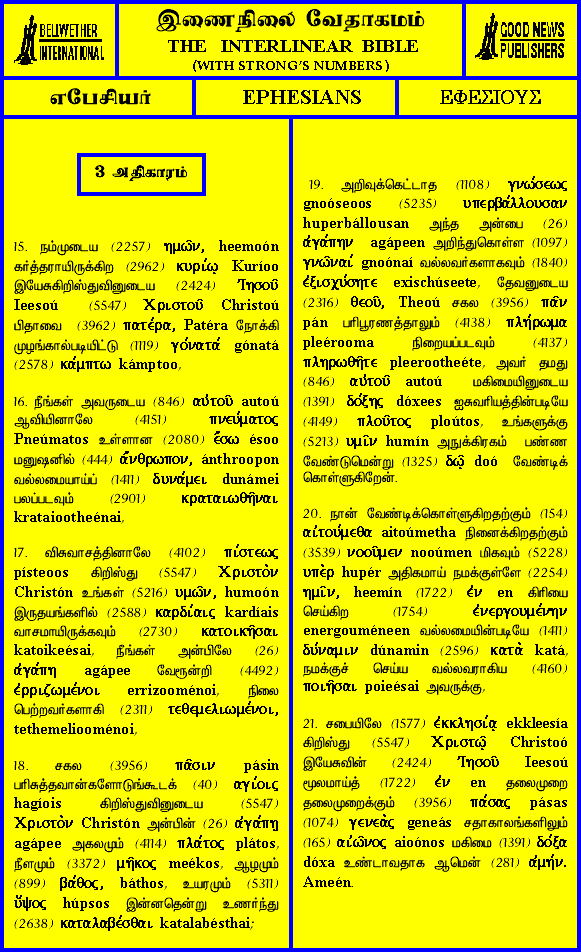 BELLWETHER
INTERNATIONAL
இணைநிலை வேதாகமம்
THE INTERLINEAR BIBLE
(WITH STRONG'S NUMBERS)
GOOD NEWS
PUBLISHERS
எபேசியர்
EPHESIANS
ΕΦΕΣΙΟΥΣ
3 அதிகாரம்
15. நம்முடைய (2257) ημῶν, heemoón
கர்த்தராயிருக்கிற (2962) κυρίῳ Kuríoo
இயேசுகிறிஸ்துவினுடைய (2424) Ἰησοῦ
Ieesoú (5547) Χριστοῦ Christoú
பிதாவை (3962) πατέρα, Patéra நோக்கி
முழங்கால்படியிட்டு (1119) γόνατά gónatá
(2578) κάμπτω kámptoo,
16. நீங்கள் அவருடைய (846) αὐτοῦ autoú
ஆவியினாலே (4151) πνεύματος
Pneúmatos உள்ளான (2080) ἔσω ésoo
மனுஷனில் (444) ἄνθρωπον, ánthroopon
வல்லமையாய்ப் (1411) δυνάμει dunámei
பலப்படவும் (2901) κραταιωθῆναι
krataiootheénai,
17. விசுவாசத்தினாலே (4102) πίστεως
písteoos கிறிஸ்து (5547) Χριστὸν
Christón உங்கள் (5216) υμῶν, humoón
இருதயங்களில் (2588) καρδίαις kardíais
வாசமாயிருக்கவும் (2730) κατοικῆσαι
katoikeésai, நீங்கள் அன்பிலே (26)
ἀγάπη agápee வேரூன்றி (4492)
ἐρριζωμένοι errizooménoi, நிலை
பெற்றவர்களாகி (2311) τεθεμελιωμένοι,
tethemeliooménoi,
18. சகல (3956) πᾶσιν pásin
பரிசுத்தவான்களோடுங்கூடக் (40) αγίοις
hagíois கிறிஸ்துவினுடைய (5547)
Χριστὸν Christón அன்பின் (26) ἀγάπῃ
agápee அகலமும் (4114) πλάτος plátos,
நீளமும் (3372) μῆκος meékos, ஆழமும்
(899) βάθος, báthos, உயரமும் (5311)
ὕψος húpsos இன்னதென்று உணர்ந்து
(2638) καταλαβέσθαι katalabésthai;
19. அறிவுக்கெட்டாத (1108) γνώσεως
gnoóseoos (5235) υπερβάλλουσαν
huperbállousan அந்த அன்பை (26)
ἀγάπην agápeen அறிந்துகொள்ள (1097)
γνῶναί gnoónaí வல்லவர்களாகவும் (1840)
ἐξισχύσητε exischúseete, தேவனுடைய
(2316) θεοῦ, Theoú சகல (3956) πᾶν
pán பரிபூரணத்தாலும் (4138) πλήρωμα
pleérooma நிறையப்படவும் (4137)
πληρωθῆτε pleerootheéte, அவர் தமது
(846) αὐτοῦ autoú மகிமையினுடைய
(1391) δόξης dóxees ஐசுவரியத்தின்படியே
(4149) πλοῦτος ploútos, உங்களுக்கு
(5213) υμῖν humín அநுக்கிரகம் பண்ண
வேண்டுமென்று (1325) δῷ doó வேண்டிக்
கொள்ளுகிறேன்.
20. நான் வேண்டிக்கொள்ளுகிறதற்கும் (154)
αἰτούμεθα aitoúmetha நினைக்கிறதற்கும்
(3539) νοοῦμεν nooúmen மிகவும் (5228)
υπὲρ hupér அதிகமாய் நமக்குள்ளே (2254)
ημῖν, heemín (1722) ἐν en கிரியை
செய்கிற (1754) ἐνεργουμένην
energouméneen வல்லமையின்படியே (1411)
δύναμιν dúnamin (2596) κατὰ katá,
நமக்குச் செய்ய வல்லவராகிய (4160)
ποιῆσαι poieésai அவருக்கு,
21. சபையிலே (1577) ἐκκλησίᾳ ekkleesía
கிறிஸ்து (5547) Χριστῷ Christoó
இயேசுவின் (2424) Ἰησοῦ Ieesoú
மூலமாய்த் (1722) ἐν en தலைமுறை
தலைமுறைக்கும் (3956) πάσας pásas
(1074) γενεὰς geneás சதாகாலங்களிலும்
(165) αἰῶνος aioónos மகிமை (1391) δόξα
dóxa உண்டாவதாக ஆமென் (281) ἀμήν.
Ameén.